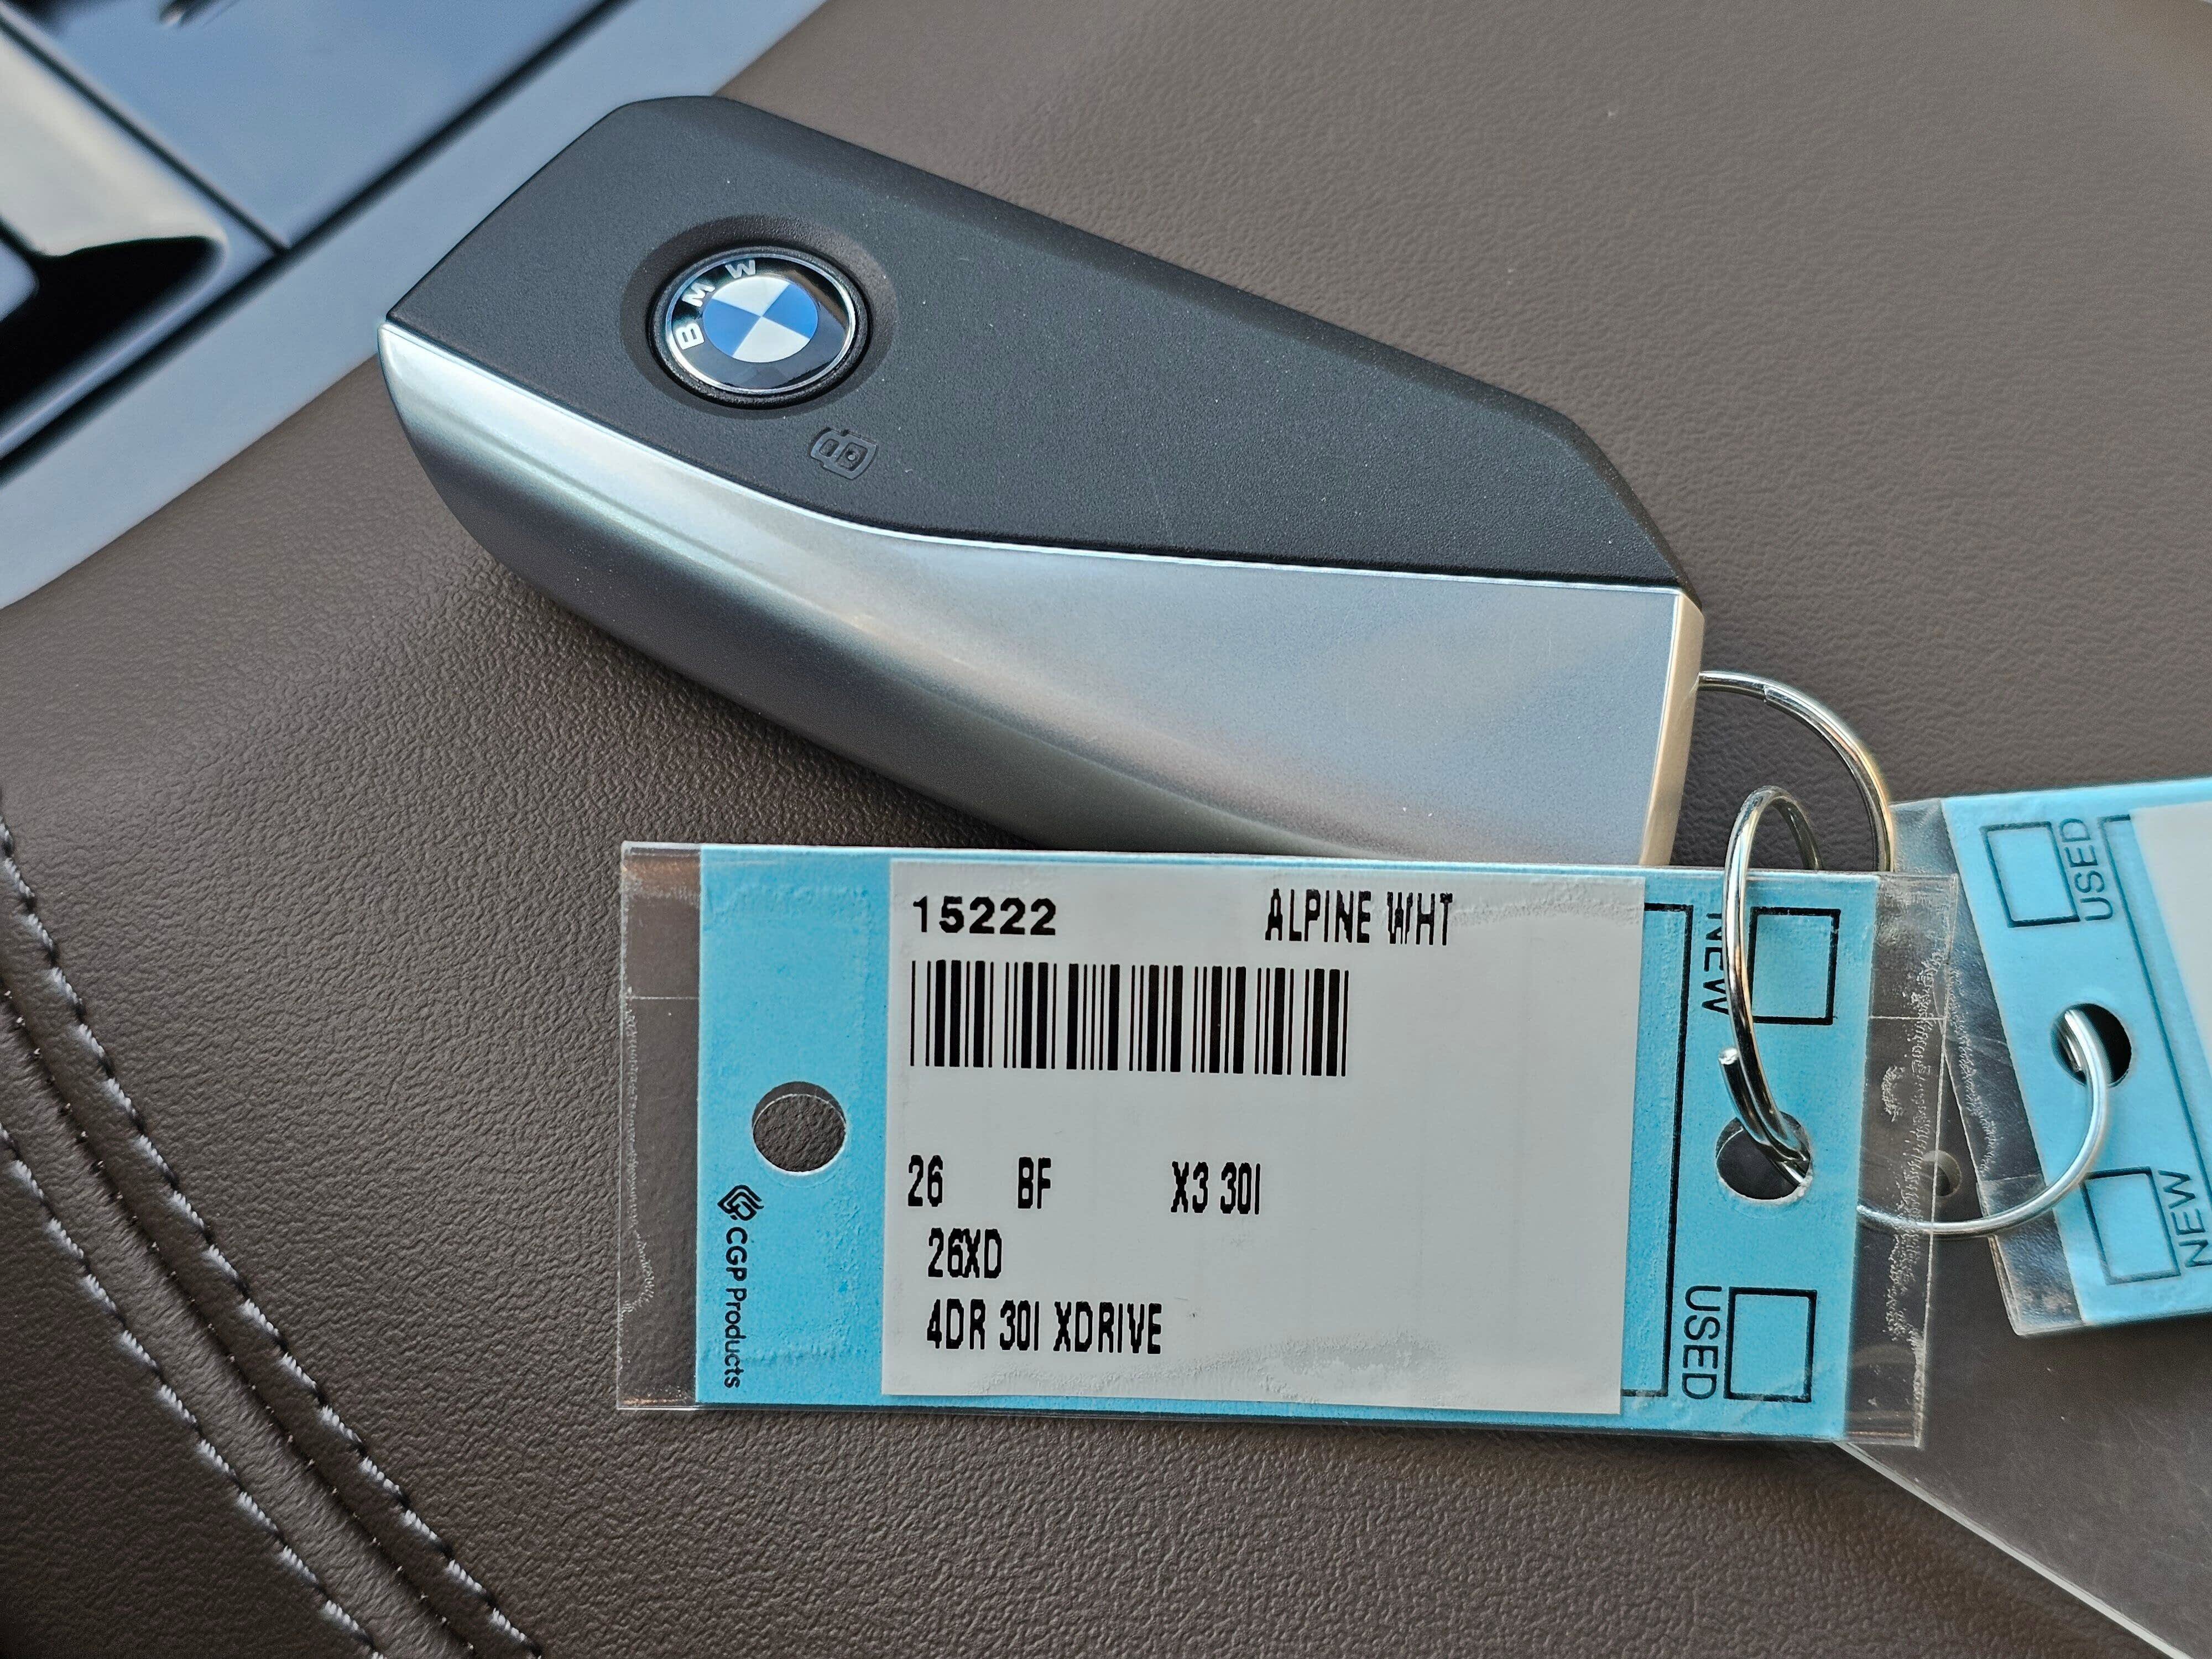 BMW
15222 ALPINE WHT
26 BF X3 30I
26XD
4DR 30I XDRIVE
CGP Products
NEW
USED
USED
NEW